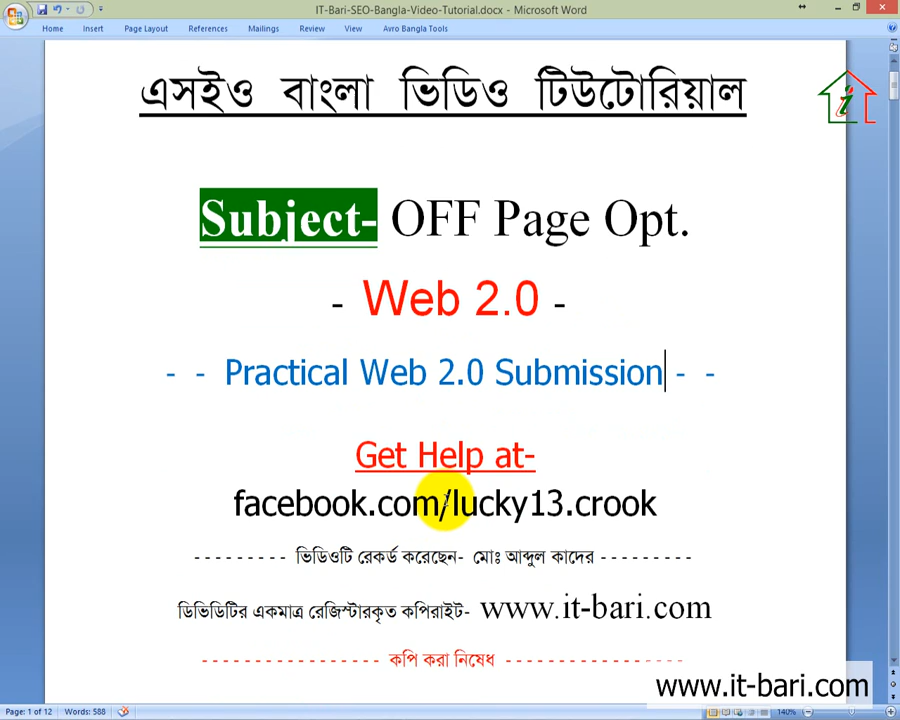 IT-Bari-SEO-Bangla-Video-Tutorial.docx - Microsoft Word
Home Insert Page Layout References Mailings Review View Avro Bangla Tools
এসইও বাংলা ভিডিও টিউটোরিয়াল
Subject- OFF Page Opt.
- Web 2.0 -
- - Practical Web 2.0 Submission - -
Get Help at-
facebook.com/lucky13.crook
- - - - - - - - - ভিডিওটি রেকর্ড করেছেন- মোঃ আব্দুল কাদের - - - - - - - - -
ডিভিডিটির একমাত্র রেজিস্টারকৃত কপিরাইট- www.it-bari.com
- - - - - - - - - - - - - - - - - - কপি করা নিষেধ - - - - - - - - - - - - - - - - - -
www.it-bari.com
Page: 1 of 12 Words: 588 140%